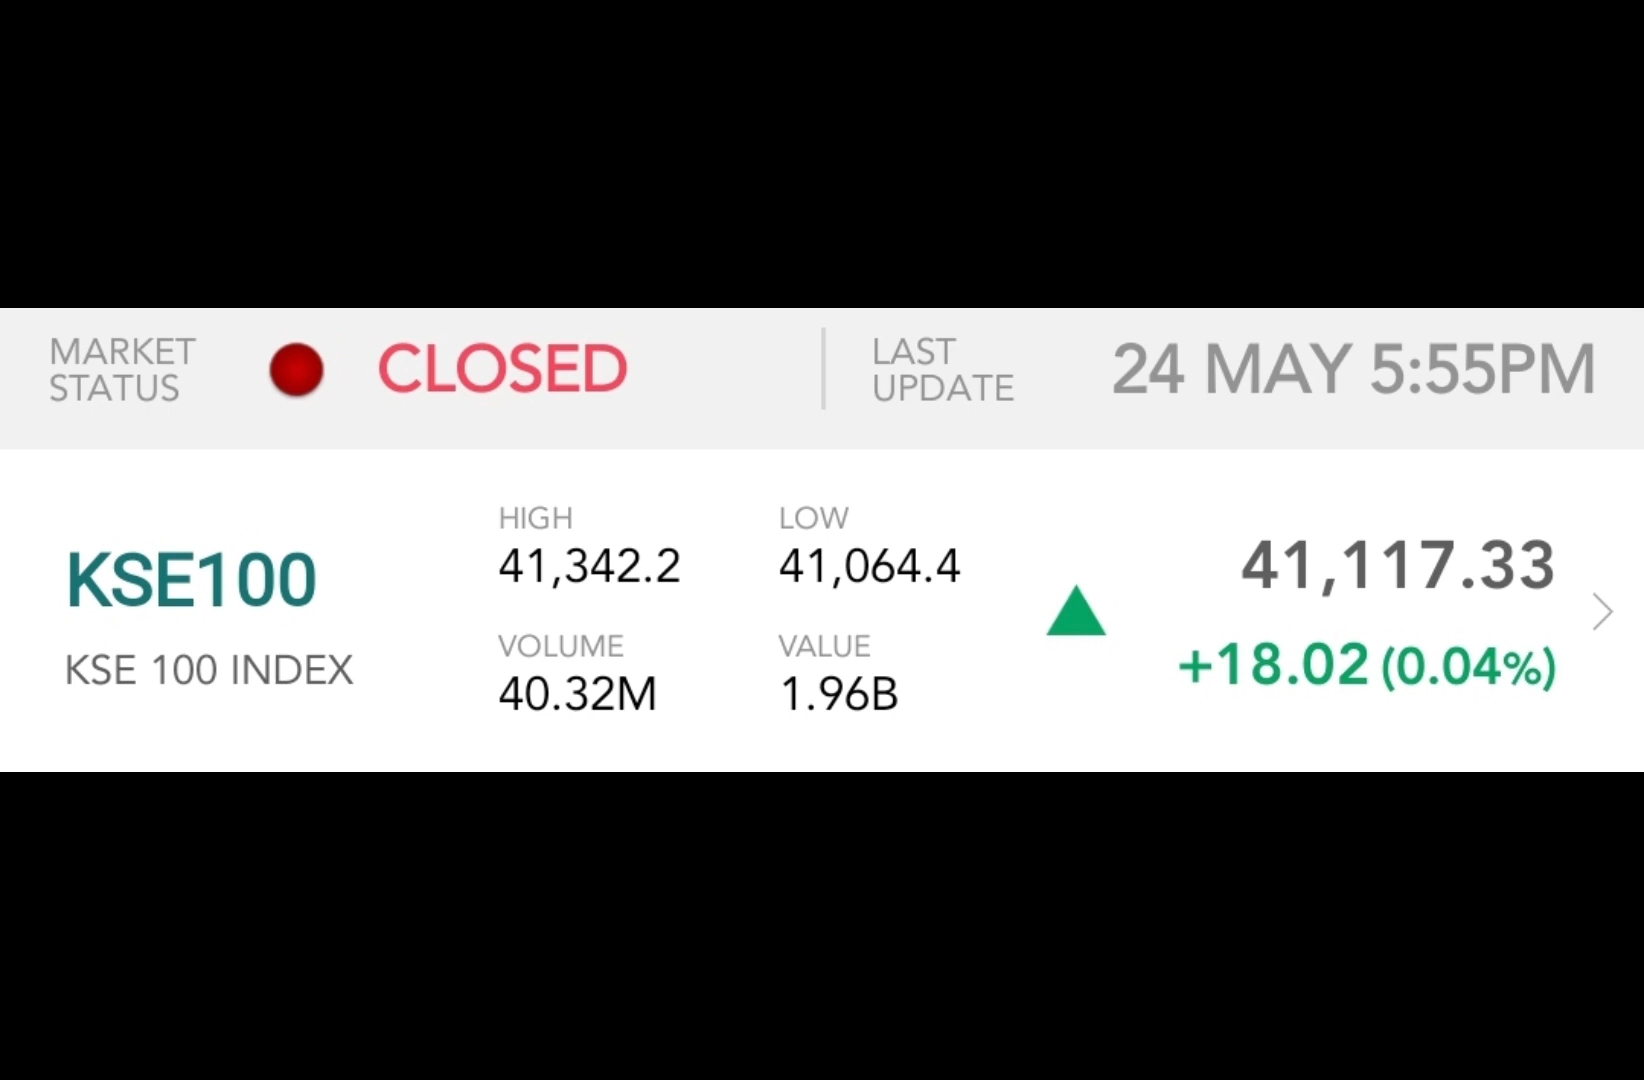 MARKET
STATUS
CLOSED
LAST
UPDATE
24 MAY 5:55PM
KSE100
KSE 100 INDEX
HIGH
41,342.2
LOW
41,064.4
VOLUME
40.32M
VALUE
1.96B
41,117.33
+18.02 (0.04%)